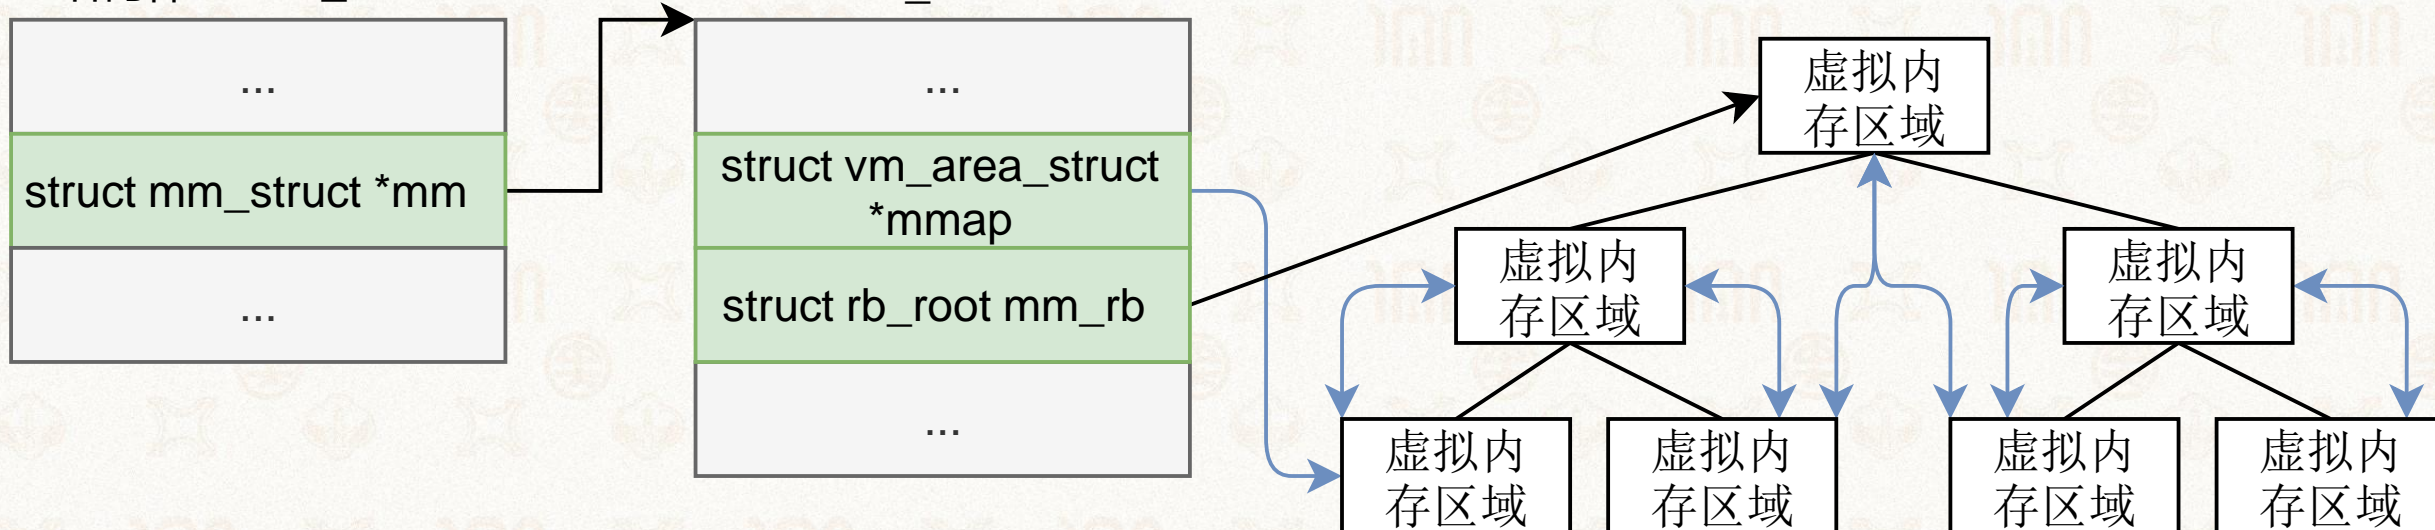 ...
struct mm_struct *mm
...
...
struct vm_area_struct
*mmap
struct rb_root mm_rb
...
虚拟内
存区域
虚拟内
存区域
虚拟内
存区域
虚拟内
存区域
虚拟内
存区域
虚拟内
存区域
虚拟内
存区域